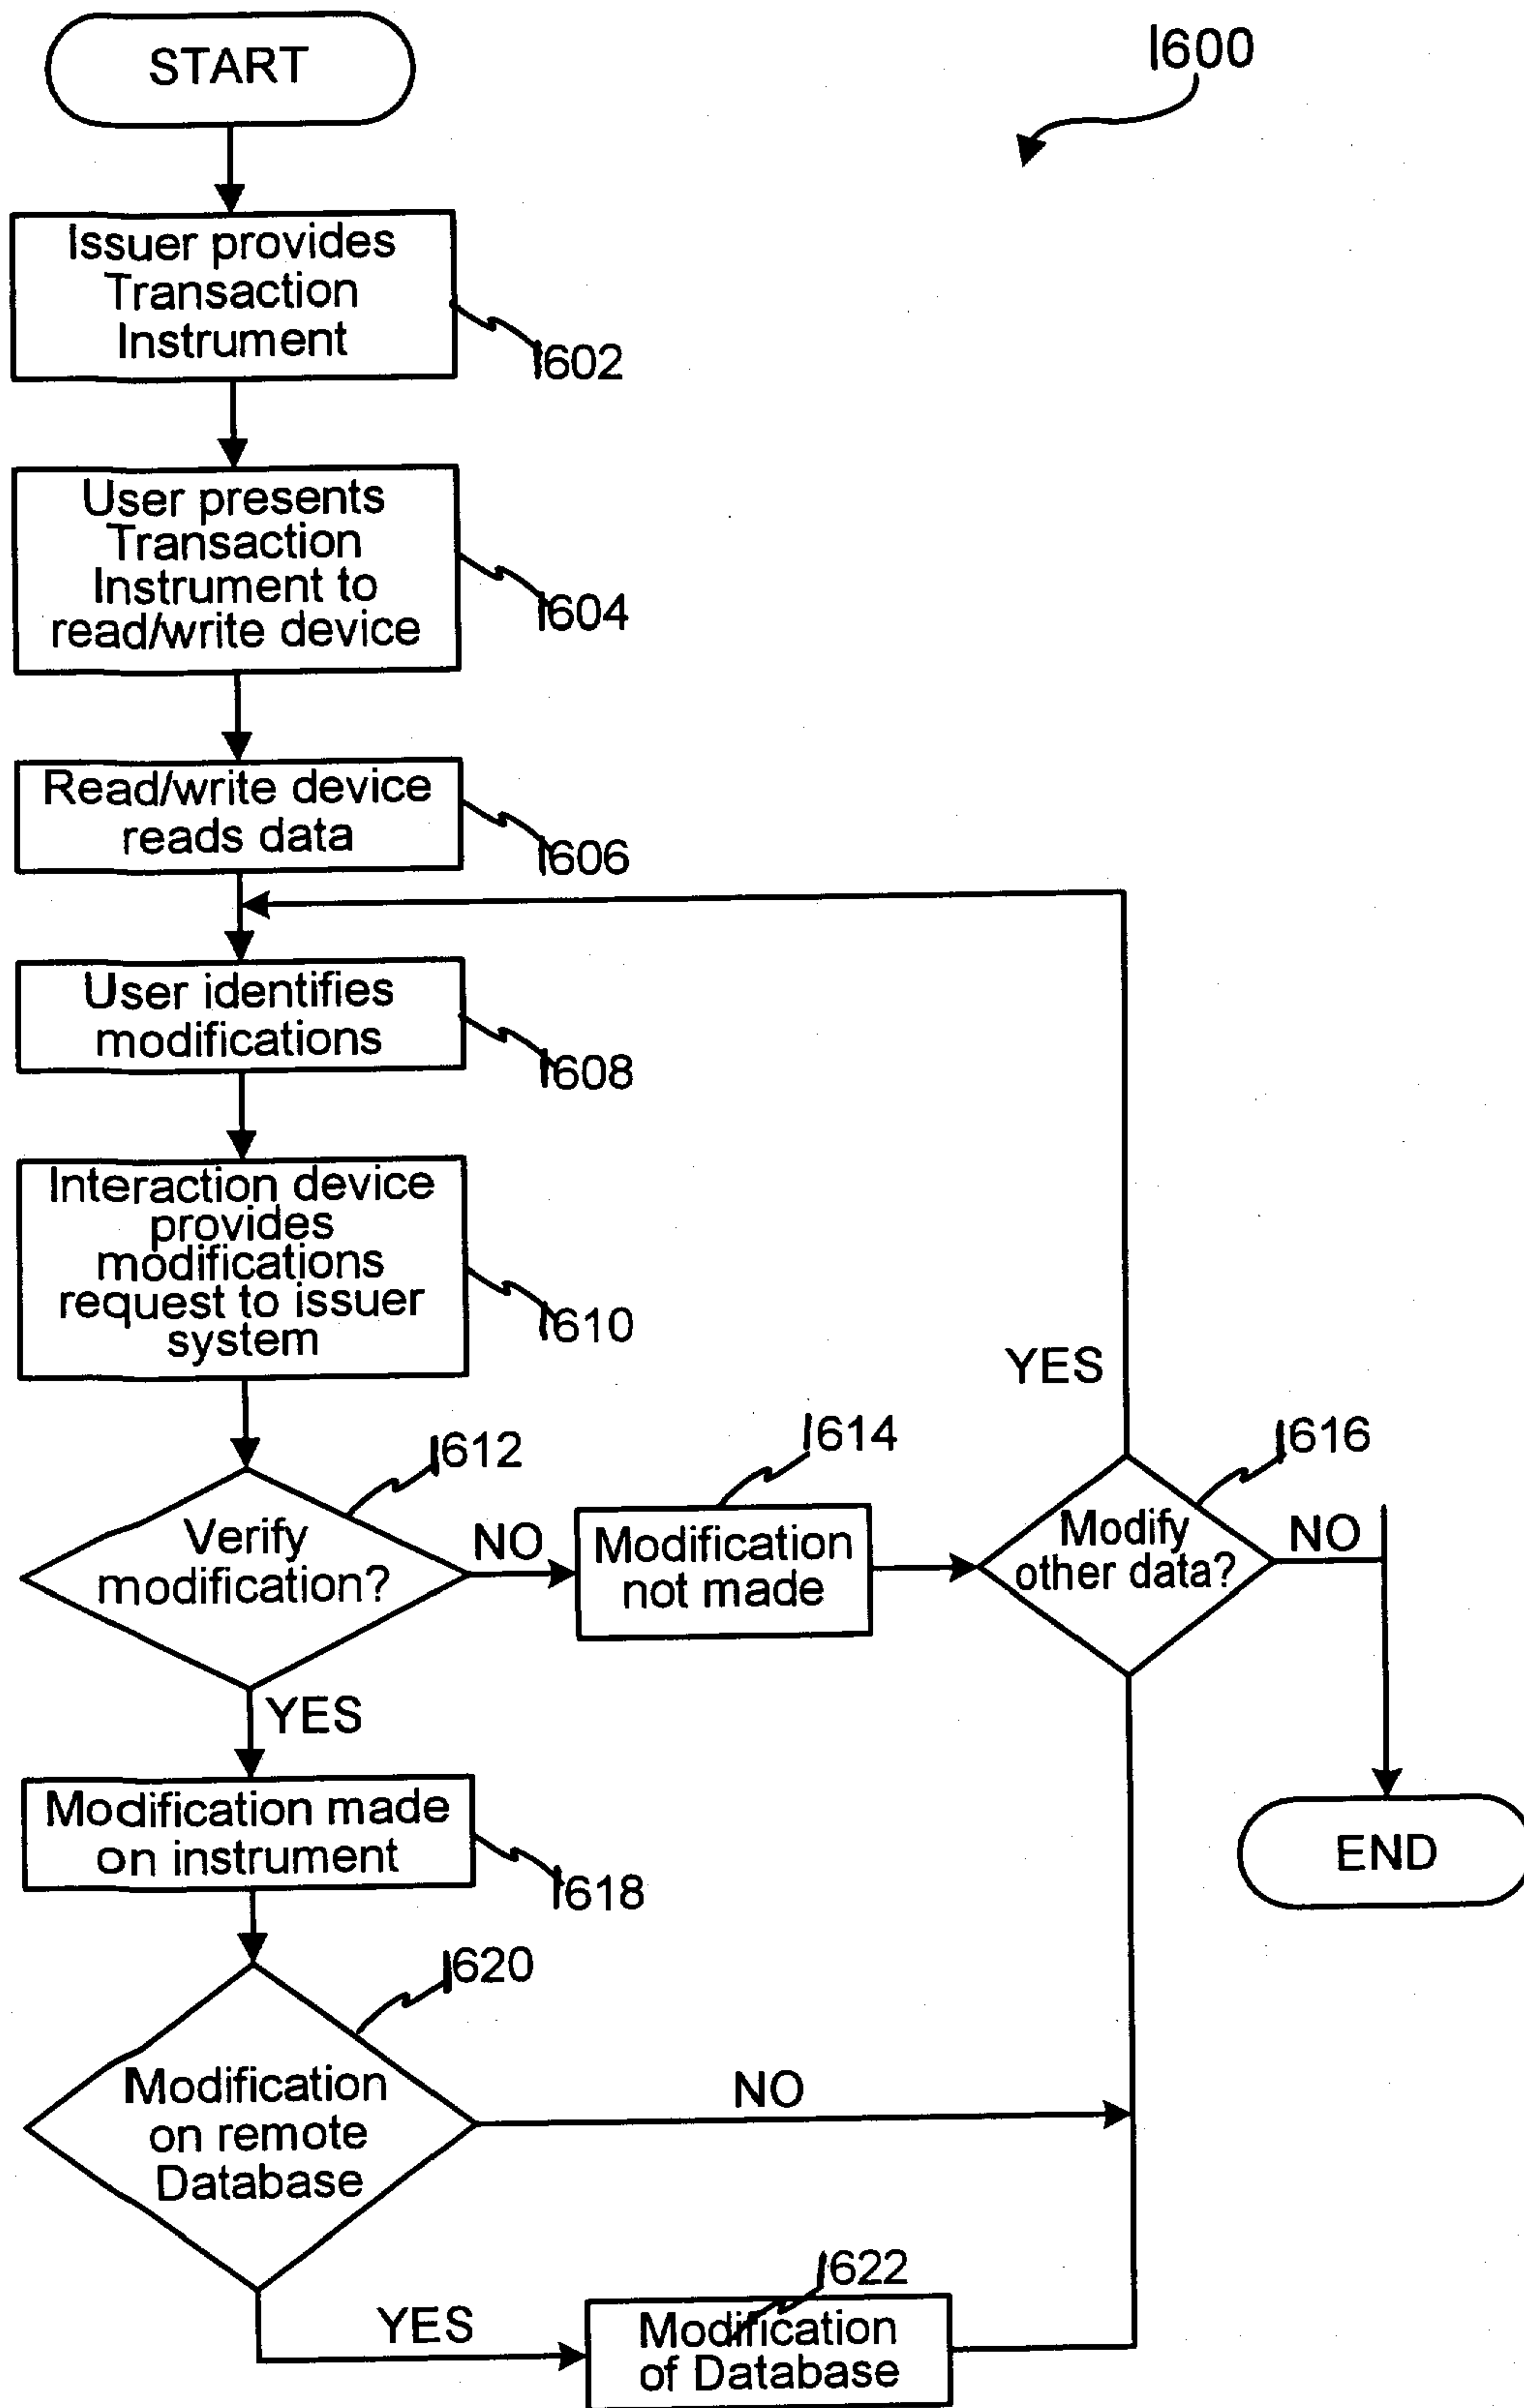 START
1600
Issuer provides
Transaction
Instrument
1602
User presents
Transaction
Instrument to
read/write device
1604
Read/write device
reads data
1606
User identifies
modifications
1608
Interaction device
provides
modifications
request to issuer
system
1610
YES
1612
1614
1616
Verify
modification?
NO
Modification
not made
Modify
other data?
NO
YES
Modification made
on instrument
1618
END
1620
Modification
on remote
Database
NO
1622
YES
Modification
of Database